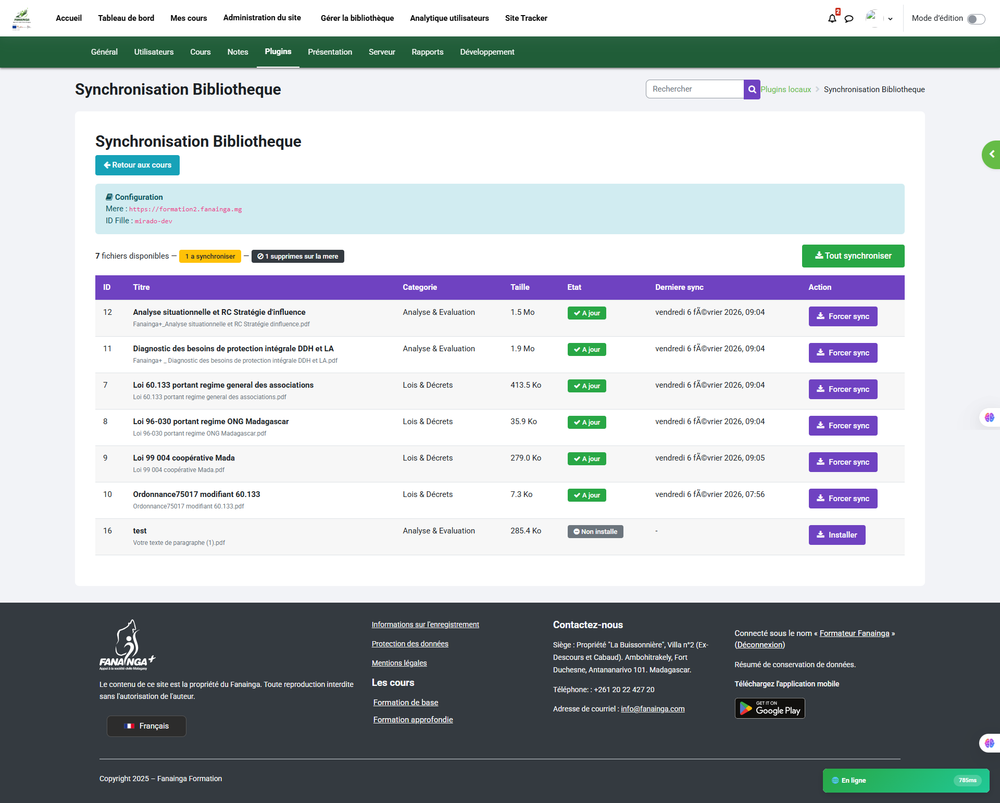 FANAINGA
Accueil
Tableau de bord
Mes cours
Administration du site
Gérer la bibliothèque
Analytique utilisateurs
Site Tracker
2
Mode d'édition
Général
Utilisateurs
Cours
Notes
Plugins
Présentation
Serveur
Rapports
Développement
Synchronisation Bibliotheque
Rechercher
Plugins locaux
Synchronisation Bibliotheque
Synchronisation Bibliotheque
Retour aux cours
Configuration
Mere : https://formation2.fanainga.mg
ID Fille : mirado-dev
7 fichiers disponibles — 1 a synchroniser — 1 supprimes sur la mere
Tout synchroniser
ID Titre Categorie Taille Etat Derniere sync Action
12 Analyse situationnelle et RC Stratégie d'influence Analyse & Evaluation 1.5 Mo A jour vendredi 6 fÃ©vrier 2026, 09:04 Forcer sync
Fanainga+_Analyse situationnelle et RC Stratégie dinfluence.pdf
11 Diagnostic des besoins de protection intégrale DDH et LA Analyse & Evaluation 1.9 Mo A jour vendredi 6 fÃ©vrier 2026, 09:04 Forcer sync
Fanainga+ _ Diagnostic des besoins de protection intégrale DDH et LA.pdf
7 Loi 60.133 portant regime general des associations Lois & Décrets 413.5 Ko A jour vendredi 6 fÃ©vrier 2026, 09:04 Forcer sync
Loi 60.133 portant regime general des associations.pdf
8 Loi 96-030 portant regime ONG Madagascar Lois & Décrets 35.9 Ko A jour vendredi 6 fÃ©vrier 2026, 09:04 Forcer sync
Loi 96-030 portant regime ONG Madagascar.pdf
9 Loi 99 004 coopérative Mada Lois & Décrets 279.0 Ko A jour vendredi 6 fÃ©vrier 2026, 09:05 Forcer sync
Loi 99 004 coopérative Mada.pdf
10 Ordonnance75017 modifiant 60.133 Lois & Décrets 7.3 Ko A jour vendredi 6 fÃ©vrier 2026, 07:56 Forcer sync
Ordonnance75017 modifiant 60.133.pdf
16 test Analyse & Evaluation 285.4 Ko Non installe - Installer
Votre texte de paragraphe (1).pdf
FANAINGA+
Appui à la société civile Malagasy
Le contenu de ce site est la propriété du Fanainga. Toute reproduction interdite
sans l'autorisation de l'auteur.
Français
Informations sur l'enregistrement
Protection des données
Mentions légales
Les cours
Formation de base
Formation approfondie
Contactez-nous
Siège : Propriété "La Buissonnière", Villa n°2 (Ex-
Descours et Cabaud). Ambohitrakely, Fort
Duchesne, Antananarivo 101. Madagascar.
Téléphone: : +261 20 22 427 20
Adresse de courriel : info@fanainga.com
Connecté sous le nom « Formateur Fanainga »
(Déconnexion)
Résumé de conservation de données.
Téléchargez l'application mobile
GET IT ON
Google Play
Copyright 2025 – Fanainga Formation
En ligne
785ms